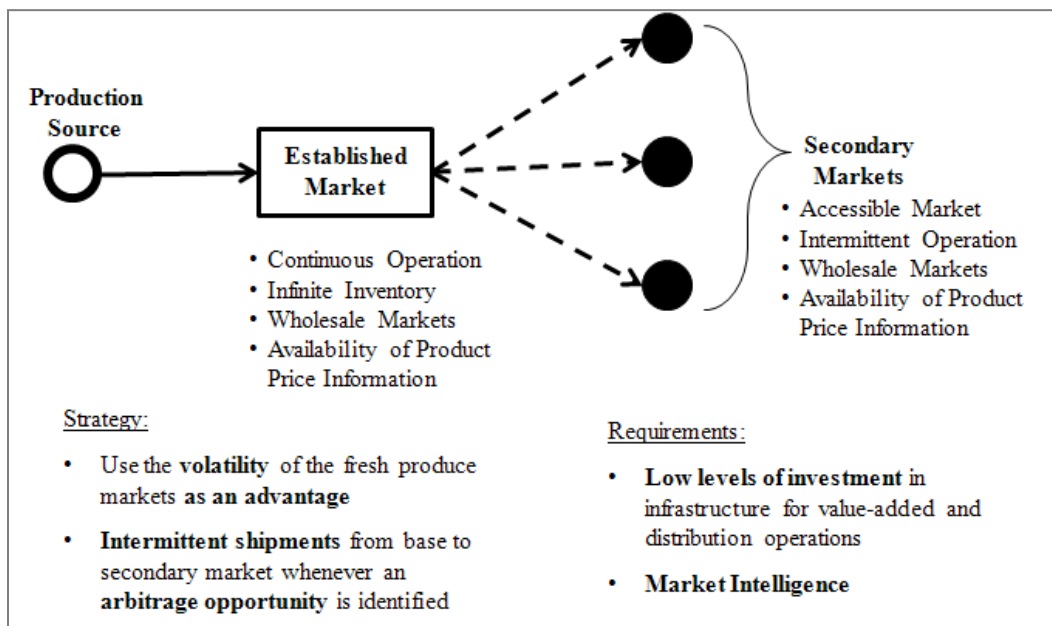 Production
Source
Established
Market
• Continuous Operation
• Infinite Inventory
• Wholesale Markets
• Availability of Product
Price Information
Secondary
Markets
• Accessible Market
• Intermittent Operation
• Wholesale Markets
• Availability of Product
Price Information
Strategy:
• Use the volatility of the fresh produce
markets as an advantage
• Intermittent shipments from base to
secondary market whenever an
arbitrage opportunity is identified
Requirements:
• Low levels of investment in
infrastructure for value-added and
distribution operations
• Market Intelligence